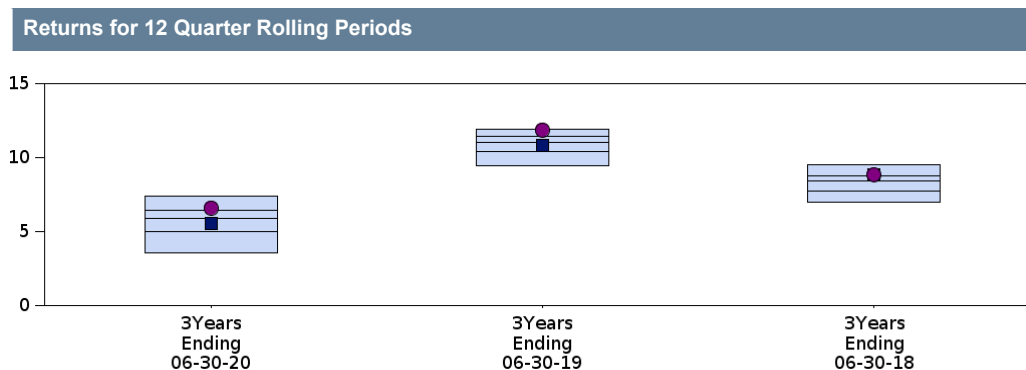 Returns for 12 Quarter Rolling Periods
15
10
5
0
3Years
Ending
06-30-20
3Years
Ending
06-30-19
3Years
Ending
06-30-18